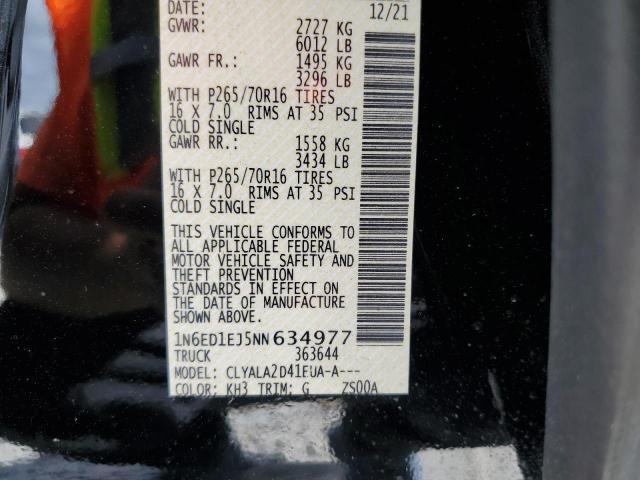 DATE: 12/21
GVWR: 2727 KG
6012 LB
GAWR FR.: 1495 KG
3296 LB
WITH P265/70R16 TIRES
16 X 7.0 RIMS AT 35 PSI
COLD SINGLE
GAWR RR.: 1558 KG
3434 LB
WITH P265/70R16 TIRES
16 X 7.0 RIMS AT 35 PSI
COLD SINGLE
THIS VEHICLE CONFORMS TO
ALL APPLICABLE FEDERAL
MOTOR VEHICLE SAFETY AND
THEFT PREVENTION
STANDARDS IN EFFECT ON
THE DATE OF MANUFACTURE
SHOWN ABOVE.
1N6ED1EJ5NN634977
TRUCK 363644
MODEL: CLYALA2D41EUA-A---
COLOR: KH3 TRIM: G ZS00A